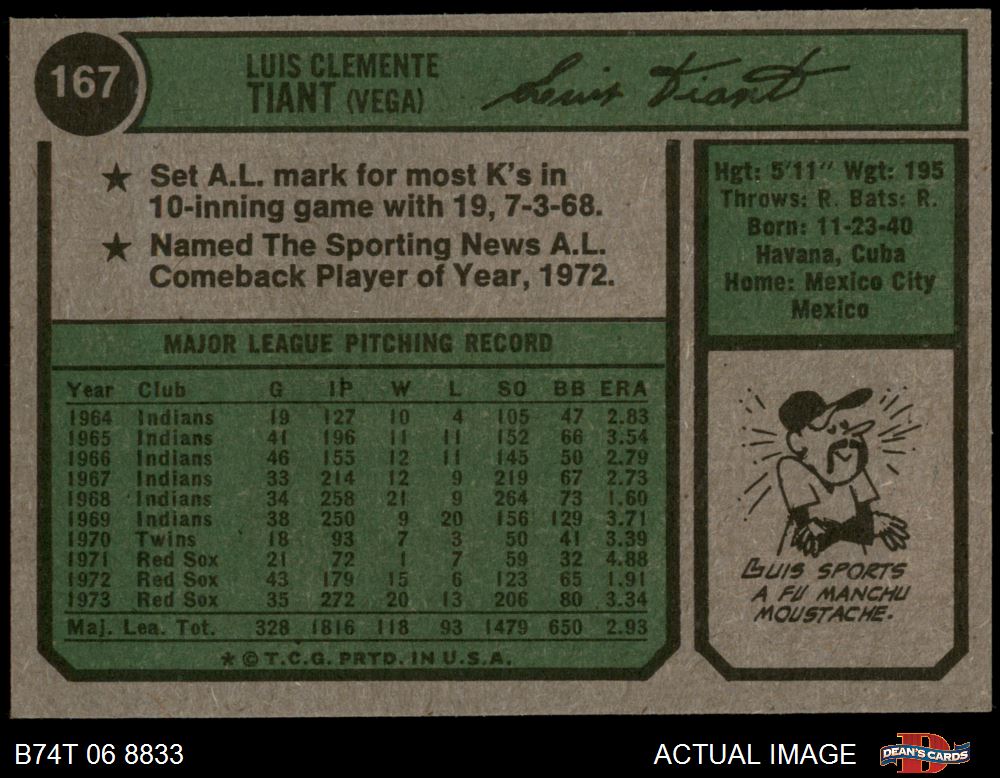 167
LUIS CLEMENTE
TIANT (VEGA)
Luis Tiant
★ Set A.L. mark for most K's in
10-inning game with 19, 7-3-68.
★ Named The Sporting News A.L.
Comeback Player of Year, 1972.
Hgt: 5'11" Wgt: 195
Throws: R. Bats: R.
Born: 11-23-40
Havana, Cuba
Home: Mexico City
Mexico
MAJOR LEAGUE PITCHING RECORD
Year Club G IP W L SO BB ERA
1964 Indians 19 127 10 4 105 47 2.83
1965 Indians 41 196 11 11 152 66 3.54
1966 Indians 46 155 12 11 145 50 2.79
1967 Indians 33 214 12 9 219 67 2.73
1968 Indians 34 258 21 9 264 73 1.60
1969 Indians 38 250 9 20 156 129 3.71
1970 Twins 18 93 7 3 50 41 3.39
1971 Red Sox 21 72 1 7 59 32 4.88
1972 Red Sox 43 179 15 6 123 65 1.91
1973 Red Sox 35 272 20 13 206 80 3.34
Maj. Lea. Tot. 328 1816 118 93 1479 650 2.93
★ © T.C.G. PRTD. IN U.S.A.
LUIS SPORTS
A FU MANCHU
MOUSTACHE.
B74T 06 8833
ACTUAL IMAGE
DEAN'S CARDS